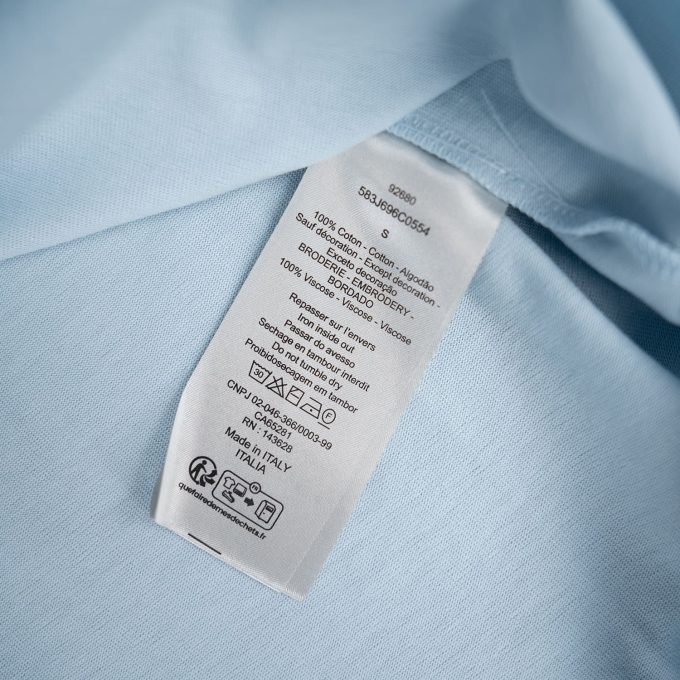 92680
583J696C0554
S
100% Coton - Cotton - Algodão
Sauf décoration - Except decoration -
Exceto decoração
BRODERIE - EMBRODERY -
BORDADO
100% Viscose - Viscose - Viscose
Repasser sur l'envers
Iron inside out
Passar do avesso
Sechage en tambour interdit
Do not tumble dry
Proibidosecagem em tambor
30 F
CNPJ 02-046-366/0003-99
CA65281
RN : 143628
Made in ITALY
ITALIA
FR
quefairedemesdechets.fr